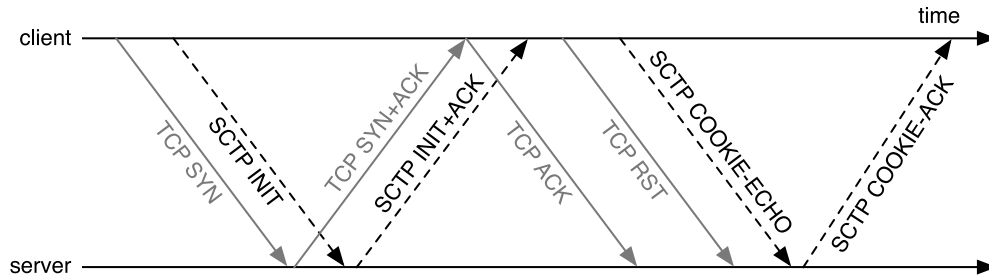 time
client
TCP SYN
SCTP INIT
TCP SYN+ACK
SCTP INIT+ACK
TCP ACK
TCP RST
SCTP COOKIE-ECHO
SCTP COOKIE-ACK
server